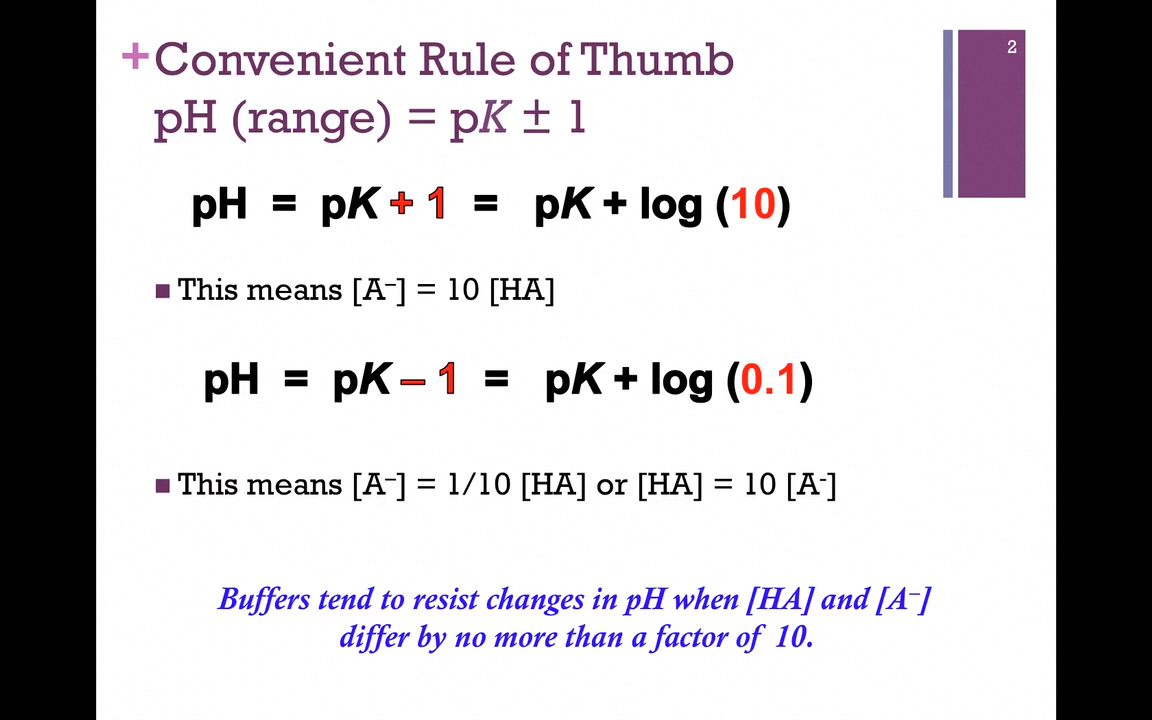 2
+Convenient Rule of Thumb
pH (range) = pK ± 1
pH = pK + 1 = pK + log (10)
■ This means [A⁻] = 10 [HA]
pH = pK – 1 = pK + log (0.1)
■ This means [A⁻] = 1/10 [HA] or [HA] = 10 [A⁻]
Buffers tend to resist changes in pH when [HA] and [A⁻]
differ by no more than a factor of 10.